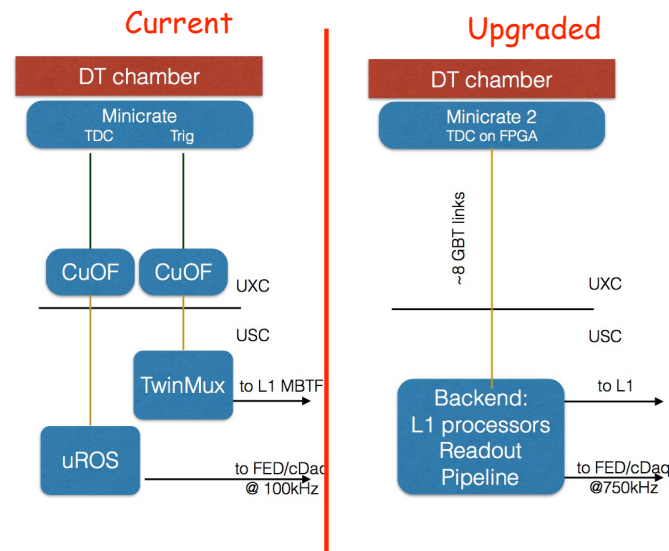 Current
DT chamber
Minicrate
TDC Trig
CuOF CuOF
UXC
USC
TwinMux
to L1 MBTF
uROS
to FED/cDaq
@ 100kHz
Upgraded
DT chamber
Minicrate 2
TDC on FPGA
~8 GBT links
UXC
USC
Backend:
L1 processors
Readout
Pipeline
to L1
to FED/cDaq
@750kHz